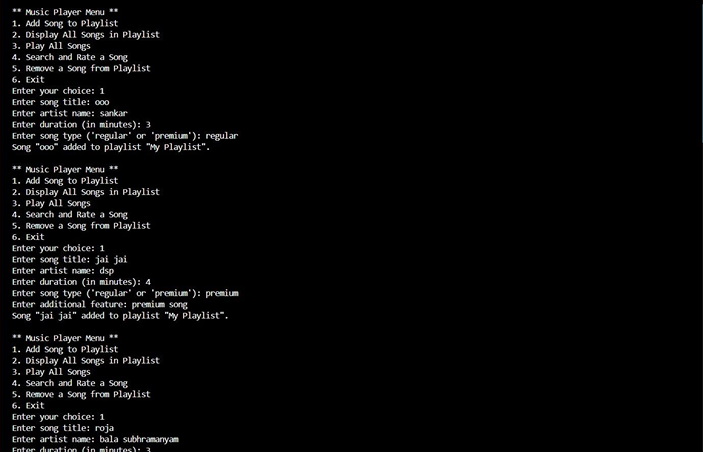 ** Music Player Menu **
1. Add Song to Playlist
2. Display All Songs in Playlist
3. Play All Songs
4. Search and Rate a Song
5. Remove a Song from Playlist
6. Exit
Enter your choice: 1
Enter song title: ooo
Enter artist name: sankar
Enter duration (in minutes): 3
Enter song type ('regular' or 'premium'): regular
Song "ooo" added to playlist "My Playlist".

** Music Player Menu **
1. Add Song to Playlist
2. Display All Songs in Playlist
3. Play All Songs
4. Search and Rate a Song
5. Remove a Song from Playlist
6. Exit
Enter your choice: 1
Enter song title: jai jai
Enter artist name: dsp
Enter duration (in minutes): 4
Enter song type ('regular' or 'premium'): premium
Enter additional feature: premium song
Song "jai jai" added to playlist "My Playlist".

** Music Player Menu **
1. Add Song to Playlist
2. Display All Songs in Playlist
3. Play All Songs
4. Search and Rate a Song
5. Remove a Song from Playlist
6. Exit
Enter your choice: 1
Enter song title: roja
Enter artist name: bala subhramanyam
Enter duration (in minutes): 3